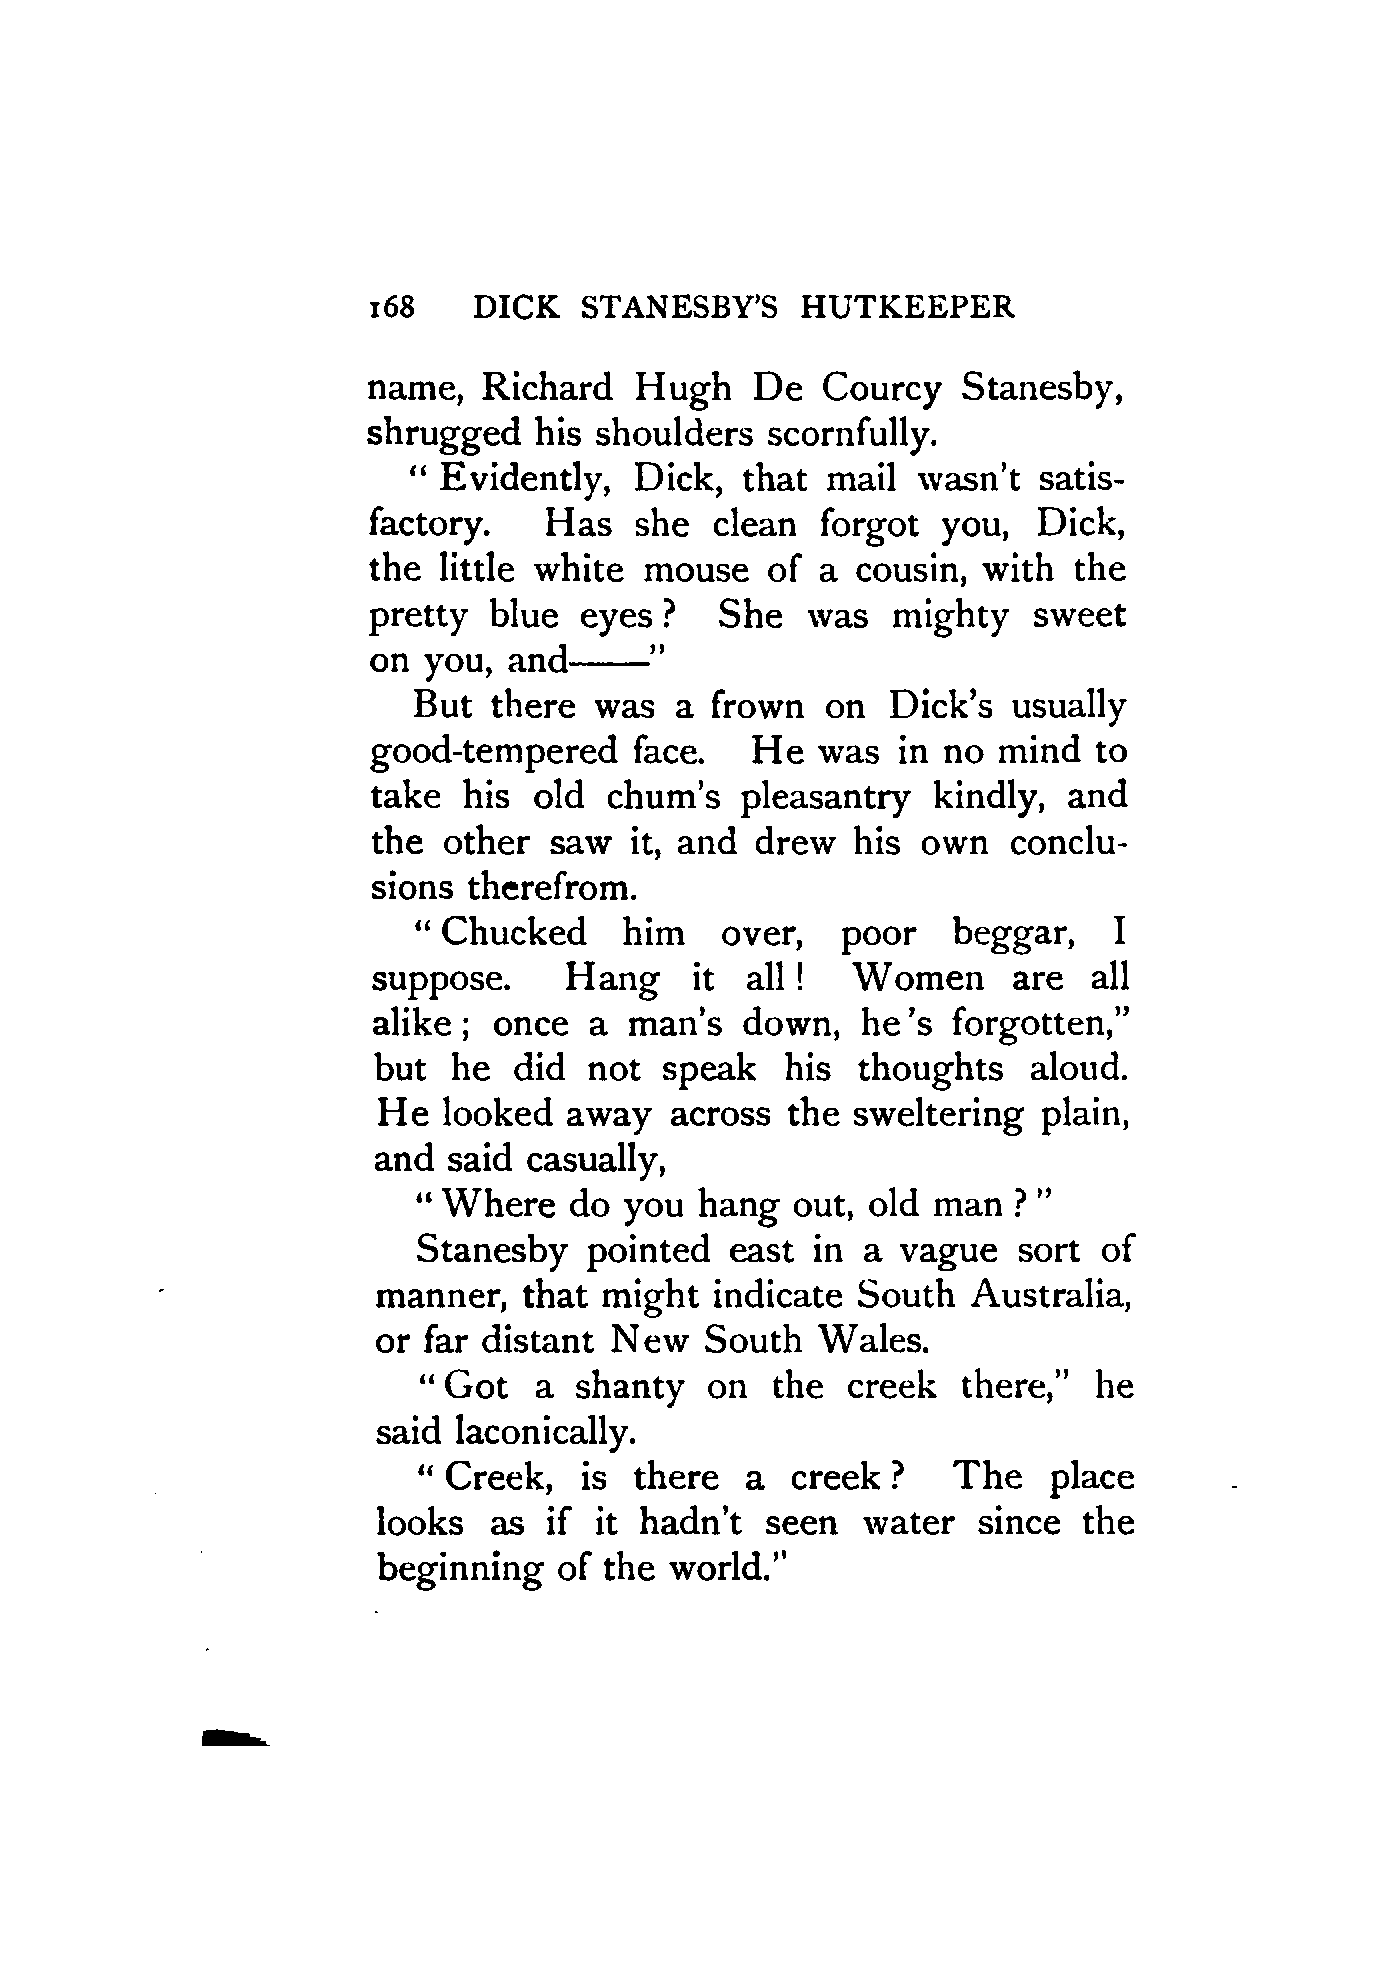 168 DICK STANESBY'S HUTKEEPER
name, Richard Hugh De Courcy Stanesby,
shrugged his shoulders scornfully.
"Evidently, Dick, that mail wasn't satis-
factory. Has she clean forgot you, Dick,
the little white mouse of a cousin, with the
pretty blue eyes? She was mighty sweet
on you, and——"
But there was a frown on Dick's usually
good-tempered face. He was in no mind to
take his old chum's pleasantry kindly, and
the other saw it, and drew his own conclu-
sions therefrom.
"Chucked him over, poor beggar, I
suppose. Hang it all! Women are all
alike; once a man's down, he's forgotten,"
but he did not speak his thoughts aloud.
He looked away across the sweltering plain,
and said casually,
"Where do you hang out, old man?"
Stanesby pointed east in a vague sort of
manner, that might indicate South Australia,
or far distant New South Wales.
"Got a shanty on the creek there," he
said laconically.
"Creek, is there a creek? The place
looks as if it hadn't seen water since the
beginning of the world."